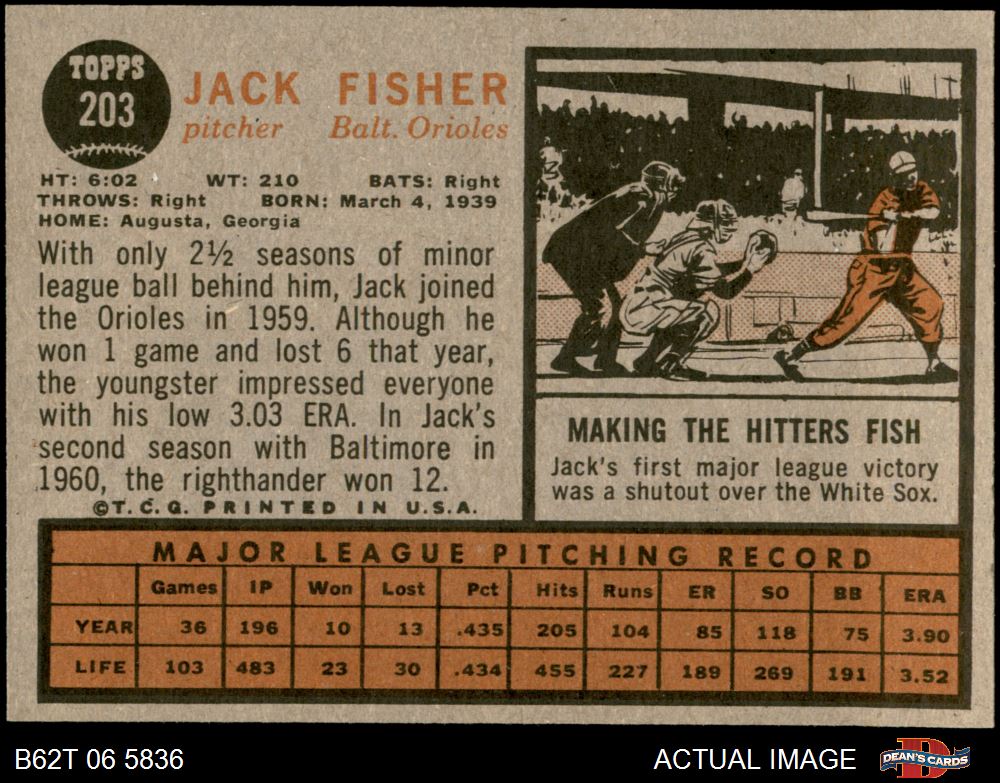 TOPPS
203
JACK FISHER
pitcher Balt. Orioles
HT: 6:02 WT: 210 BATS: Right
THROWS: Right BORN: March 4, 1939
HOME: Augusta, Georgia
With only 2½ seasons of minor
league ball behind him, Jack joined
the Orioles in 1959. Although he
won 1 game and lost 6 that year,
the youngster impressed everyone
with his low 3.03 ERA. In Jack's
second season with Baltimore in
1960, the righthander won 12.
©T.C.G. PRINTED IN U.S.A.
MAKING THE HITTERS FISH
Jack's first major league victory
was a shutout over the White Sox.
MAJOR LEAGUE PITCHING RECORD
Games IP Won Lost Pct Hits Runs ER SO BB ERA
YEAR 36 196 10 13 .435 205 104 85 118 75 3.90
LIFE 103 483 23 30 .434 455 227 189 269 191 3.52
B62T 06 5836 ACTUAL IMAGE
DEAN'S CARDS